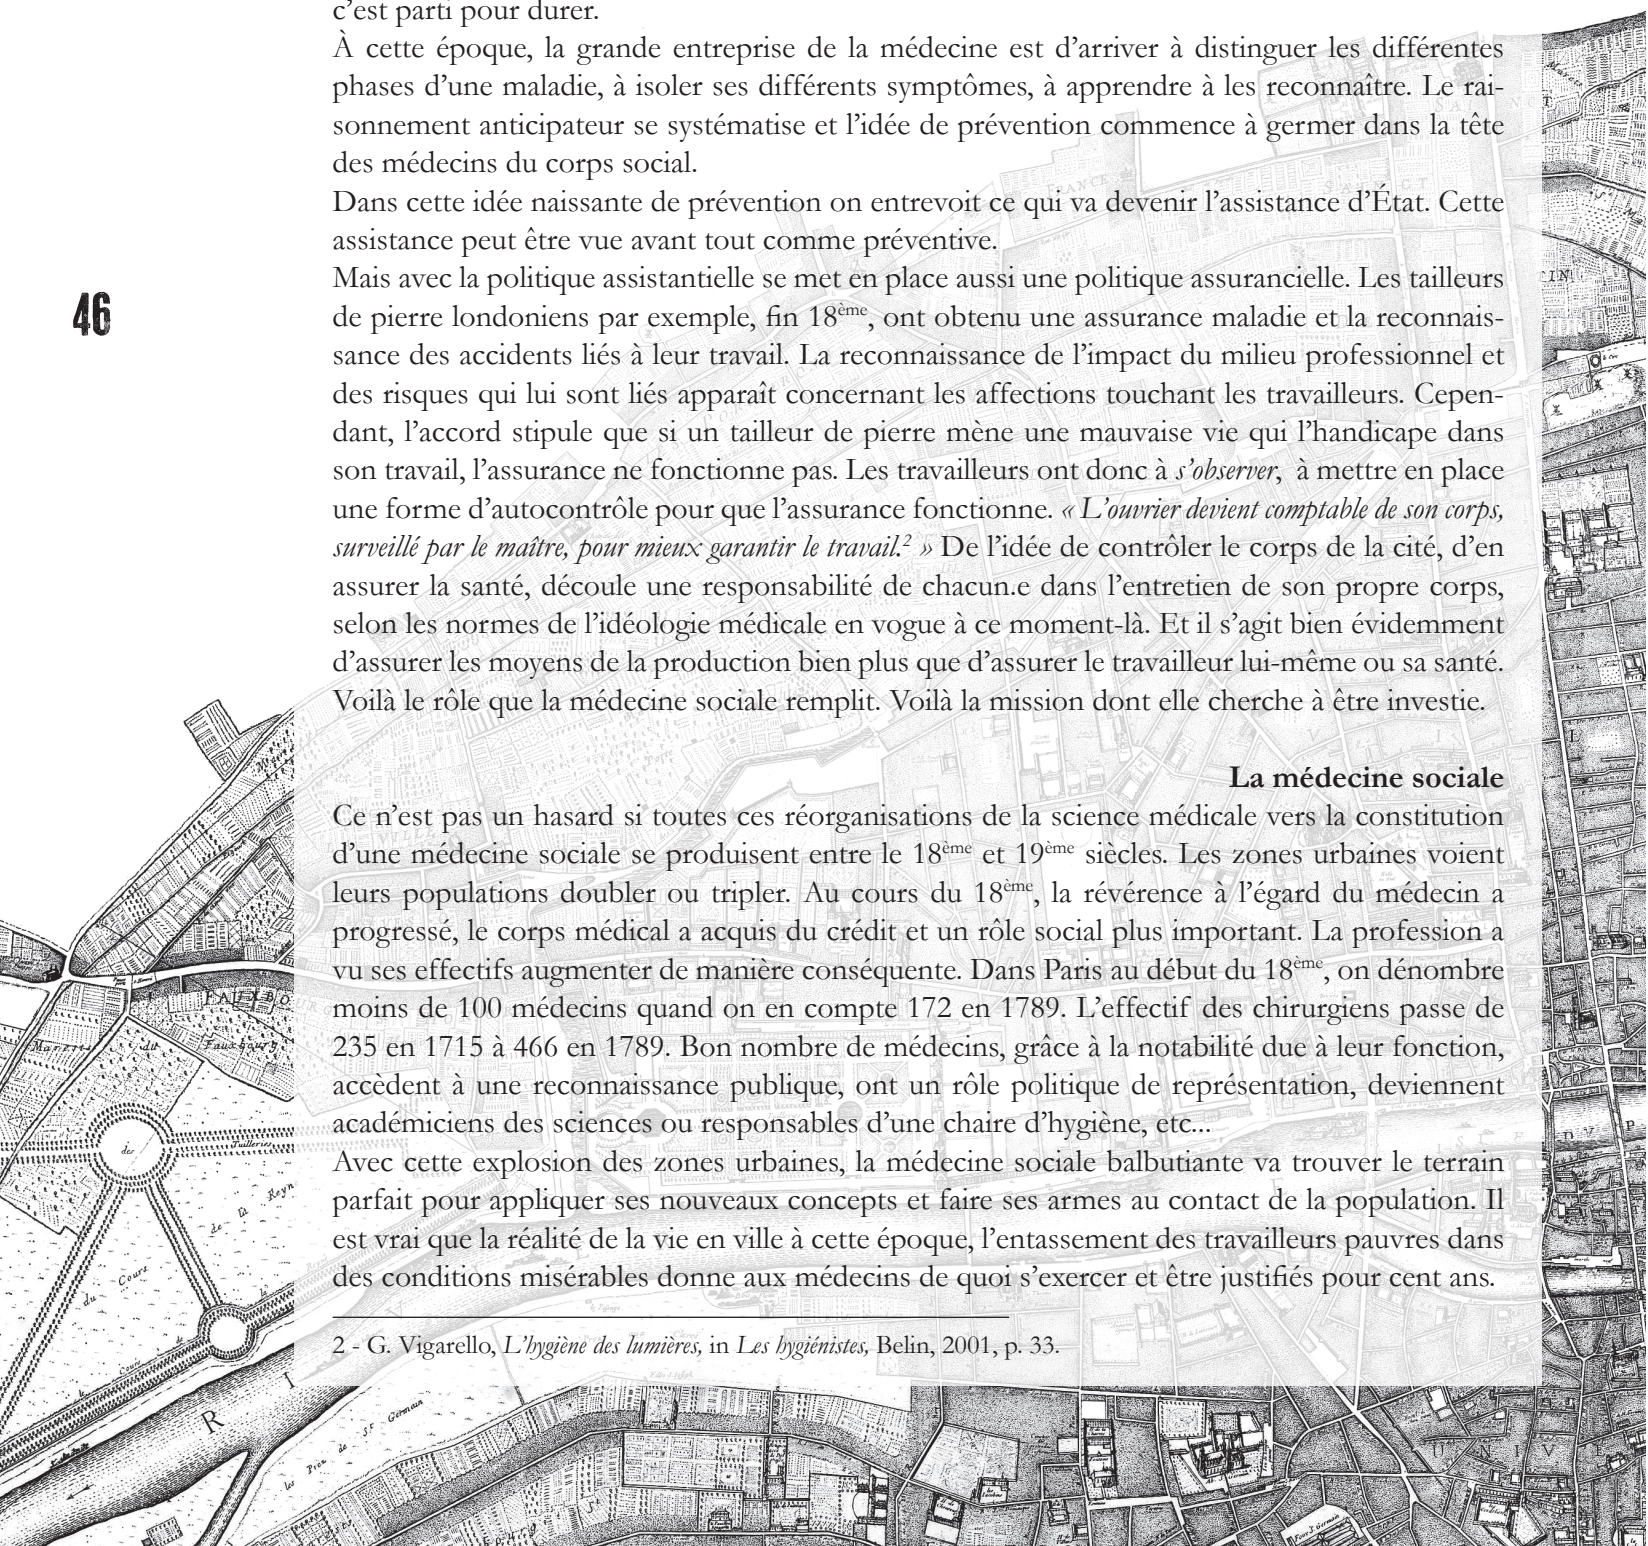 c’est parti pour durer.
À cette époque, la grande entreprise de la médecine est d’arriver à distinguer les différentes
phases d’une maladie, à isoler ses différents symptômes, à apprendre à les reconnaître. Le rai-
sonnement anticipateur se systématise et l’idée de prévention commence à germer dans la tête
des médecins du corps social.
Dans cette idée naissante de prévention on entrevoit ce qui va devenir l’assistance d’État. Cette
assistance peut être vue avant tout comme préventive.
Mais avec la politique assistantielle se met en place aussi une politique assurancielle. Les tailleurs
46
de pierre londoniens par exemple, fin 18ème, ont obtenu une assurance maladie et la reconnais-
sance des accidents liés à leur travail. La reconnaissance de l’impact du milieu professionnel et
des risques qui lui sont liés apparaît concernant les affections touchant les travailleurs. Cepen-
dant, l’accord stipule que si un tailleur de pierre mène une mauvaise vie qui l’handicape dans
son travail, l’assurance ne fonctionne pas. Les travailleurs ont donc à s’observer, à mettre en place
une forme d’autocontrôle pour que l’assurance fonctionne. « L’ouvrier devient comptable de son corps,
surveillé par le maître, pour mieux garantir le travail.2 » De l’idée de contrôler le corps de la cité, d’en
assurer la santé, découle une responsabilité de chacun.e dans l’entretien de son propre corps,
selon les normes de l’idéologie médicale en vogue à ce moment-là. Et il s’agit bien évidemment
d’assurer les moyens de la production bien plus que d’assurer le travailleur lui-même ou sa santé.
Voilà le rôle que la médecine sociale remplit. Voilà la mission dont elle cherche à être investie.
La médecine sociale
Ce n’est pas un hasard si toutes ces réorganisations de la science médicale vers la constitution
d’une médecine sociale se produisent entre le 18ème et 19ème siècles. Les zones urbaines voient
leurs populations doubler ou tripler. Au cours du 18ème, la révérence à l’égard du médecin a
progressé, le corps médical a acquis du crédit et un rôle social plus important. La profession a
vu ses effectifs augmenter de manière conséquente. Dans Paris au début du 18ème, on dénombre
moins de 100 médecins quand on en compte 172 en 1789. L’effectif des chirurgiens passe de
235 en 1715 à 466 en 1789. Bon nombre de médecins, grâce à la notabilité due à leur fonction,
accèdent à une reconnaissance publique, ont un rôle politique de représentation, deviennent
académiciens des sciences ou responsables d’une chaire d’hygiène, etc...
Avec cette explosion des zones urbaines, la médecine sociale balbutiante va trouver le terrain
parfait pour appliquer ses nouveaux concepts et faire ses armes au contact de la population. Il
est vrai que la réalité de la vie en ville à cette époque, l’entassement des travailleurs pauvres dans
des conditions misérables donne aux médecins de quoi s’exercer et être justifiés pour cent ans.
2 - G. Vigarello, L’hygiène des lumières, in Les hygiénistes, Belin, 2001, p. 33.
FAUXBO
du
Fauxbourg
des
Tuilleries
de la Reyne
du Cours
R I
les Prez de St Germain
UNIV